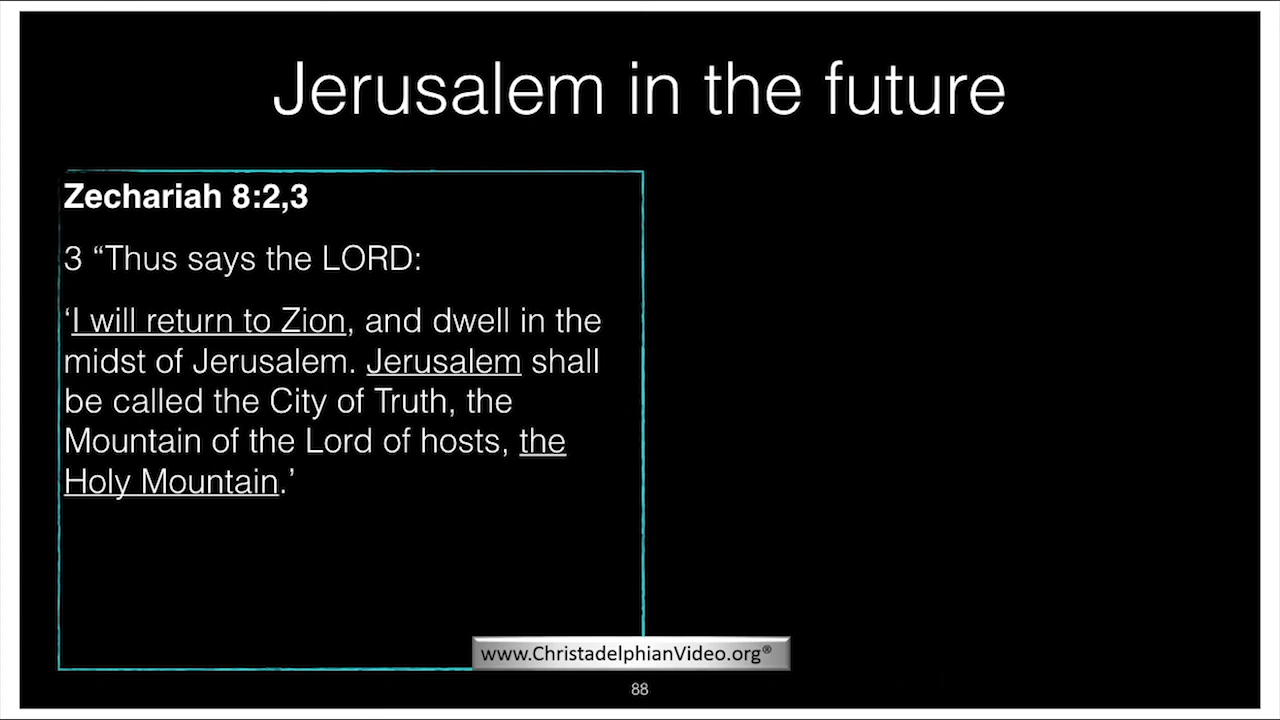 Jerusalem in the future
Zechariah 8:2,3
3 “Thus says the LORD:
‘I will return to Zion, and dwell in the
midst of Jerusalem. Jerusalem shall
be called the City of Truth, the
Mountain of the Lord of hosts, the
Holy Mountain.’
www.ChristadelphianVideo.org®
88